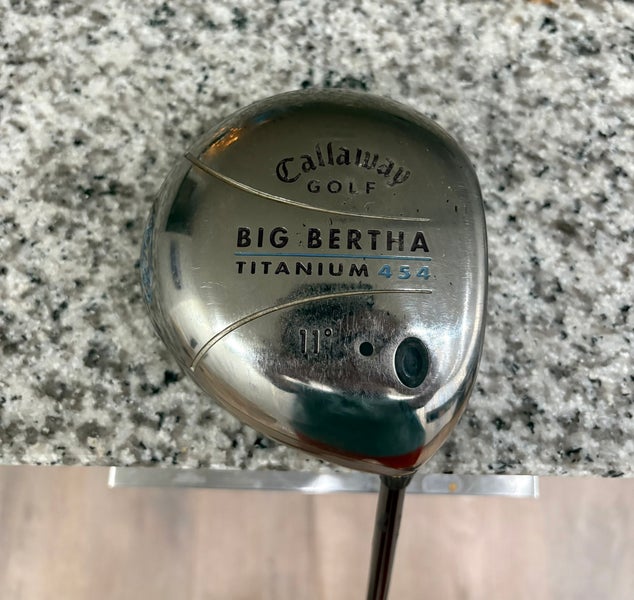 Callaway
GOLF
BIG BERTHA
TITANIUM 454
11°